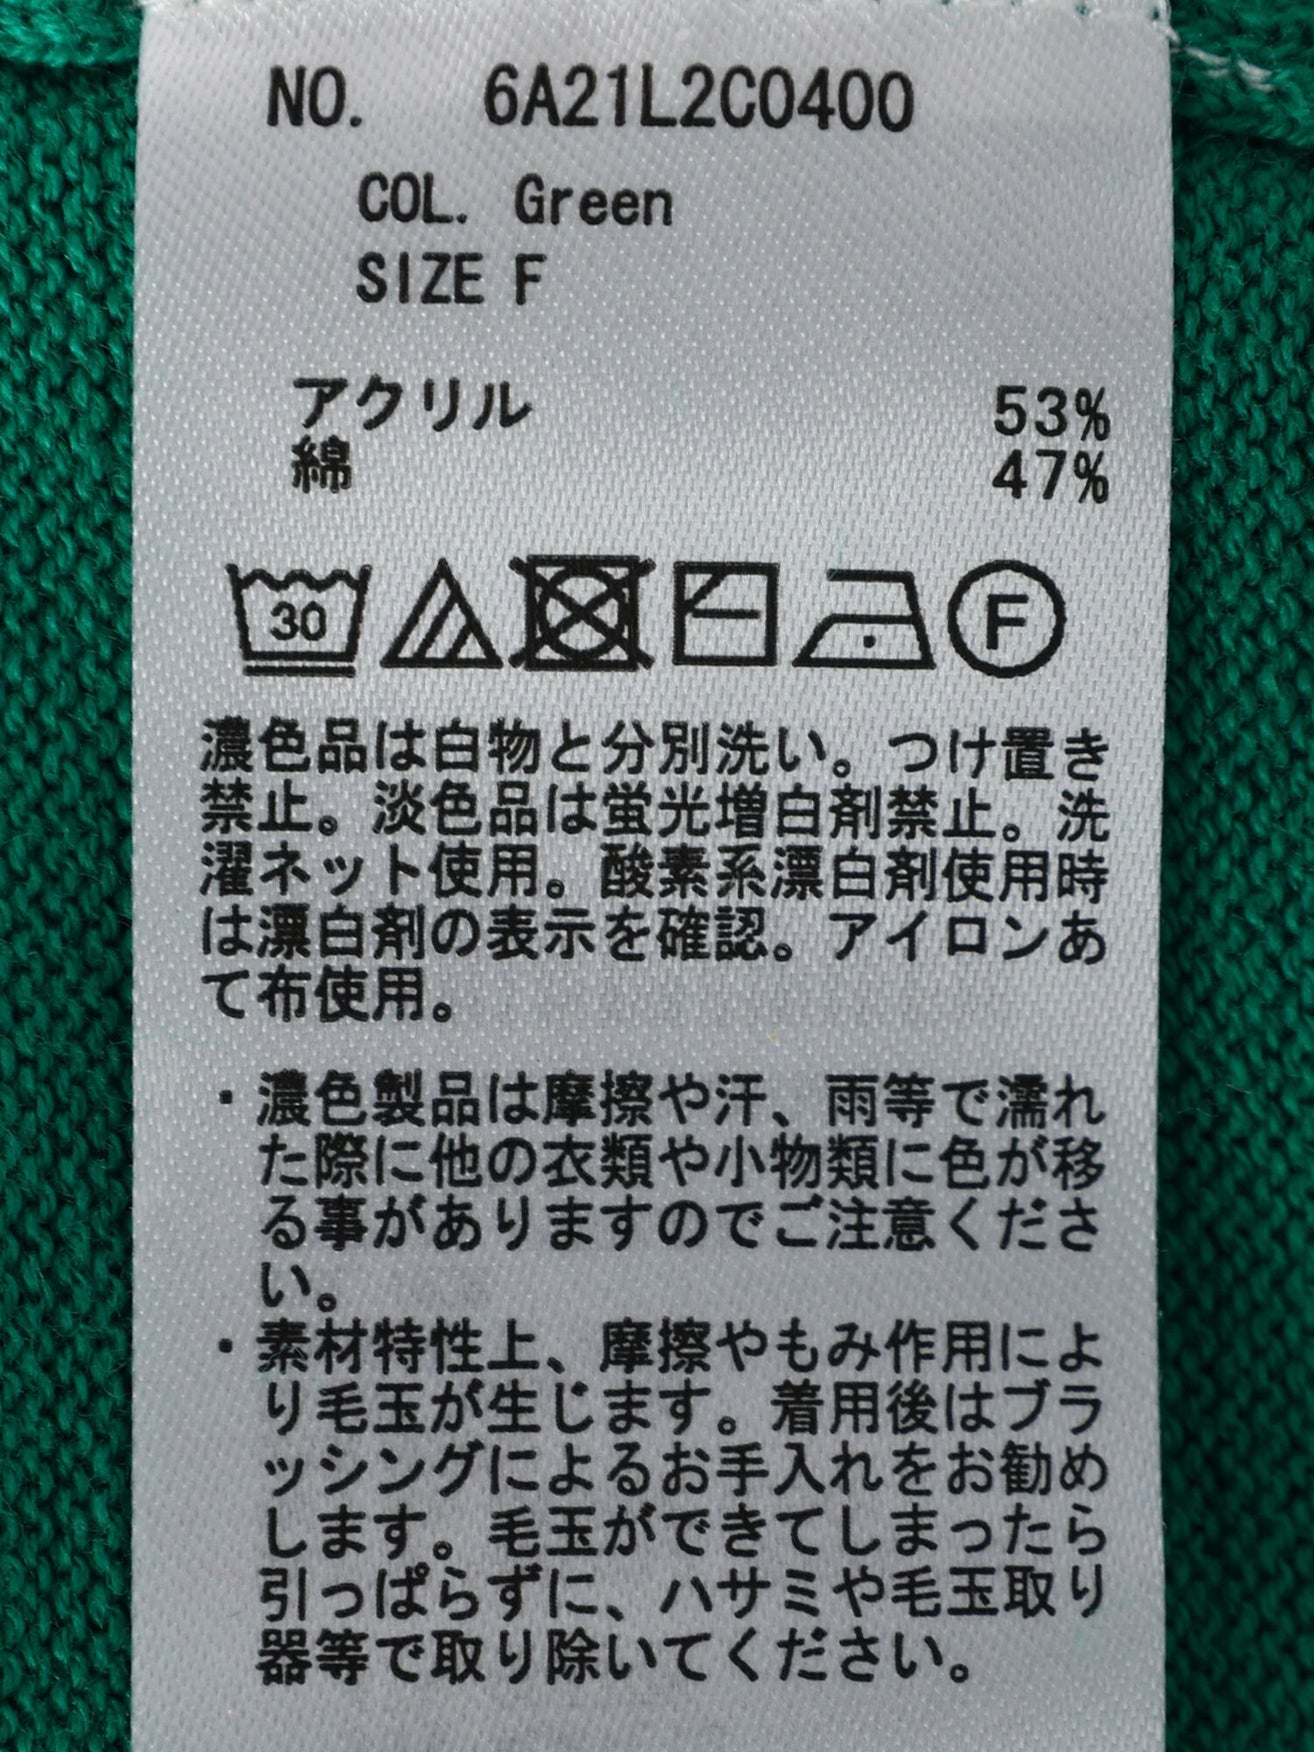 NO. 6A21L2C0400
COL. Green
SIZE F
アクリル 53%
綿 47%
30 F
濃色品は白物と分別洗い。つけ置き
禁止。淡色品は蛍光増白剤禁止。洗
濯ネット使用。酸素系漂白剤使用時
は漂白剤の表示を確認。アイロンあ
て布使用。
・濃色製品は摩擦や汗、雨等で濡れ
た際に他の衣類や小物類に色が移
る事がありますのでご注意くださ
い。
・素材特性上、摩擦やもみ作用によ
り毛玉が生じます。着用後はブラ
ッシングによるお手入れをお勧め
します。毛玉ができてしまったら
引っぱらずに、ハサミや毛玉取り
器等で取り除いてください。